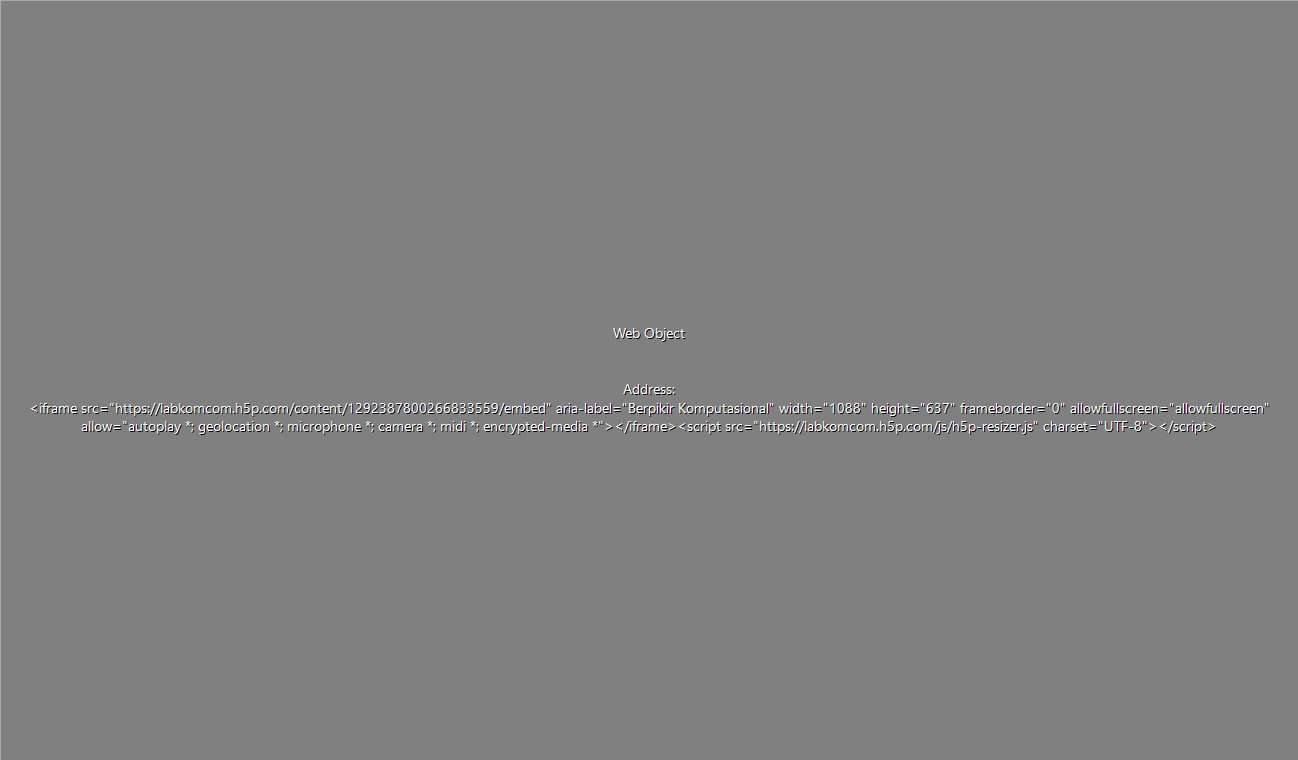 Web Object
Address:
<iframe src="https://labkomcom.h5p.com/content/1292387800266833559/embed" aria-label="Berpikir Komputasional" width="1088" height="637" frameborder="0" allowfullscreen="allowfullscreen"
allow="autoplay *; geolocation *; microphone *; camera *; midi *; encrypted-media *"></iframe><script src="https://labkomcom.h5p.com/js/h5p-resizer.js" charset="UTF-8"></script>